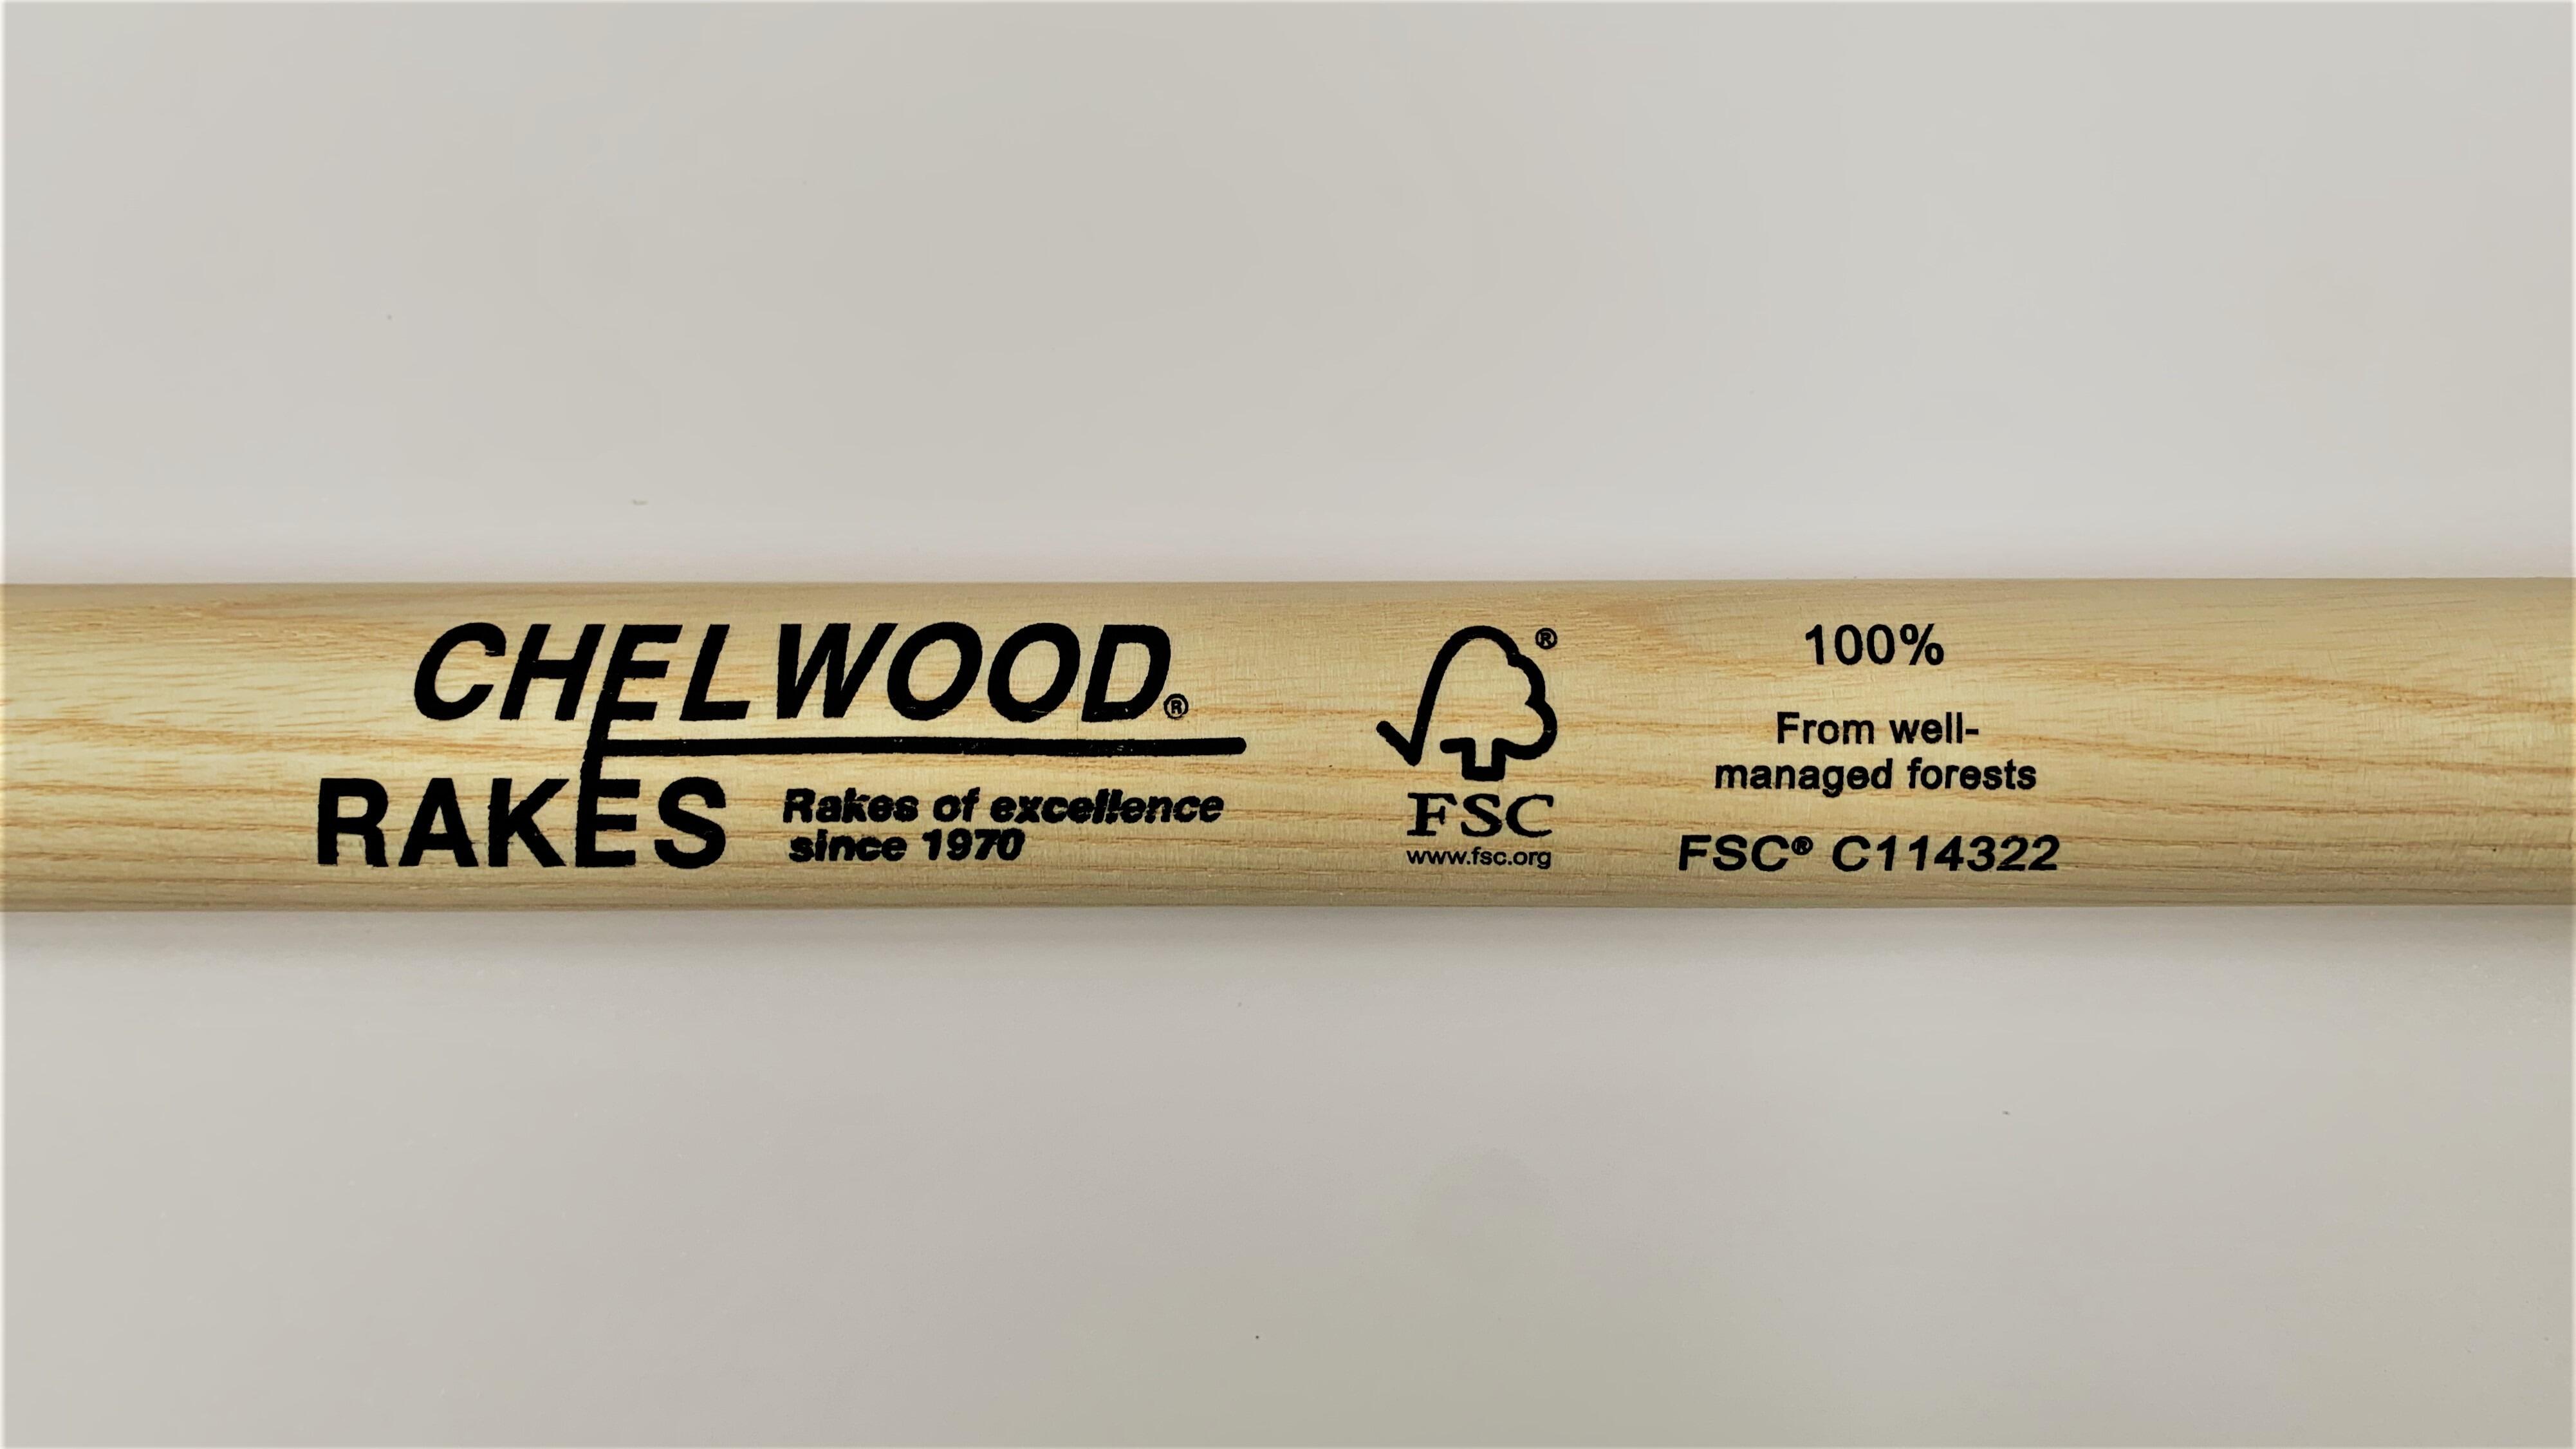 CHELWOOD®
RAKES
Rakes of excellence
since 1970
®
FSC
www.fsc.org
100%
From well-
managed forests
FSC® C114322